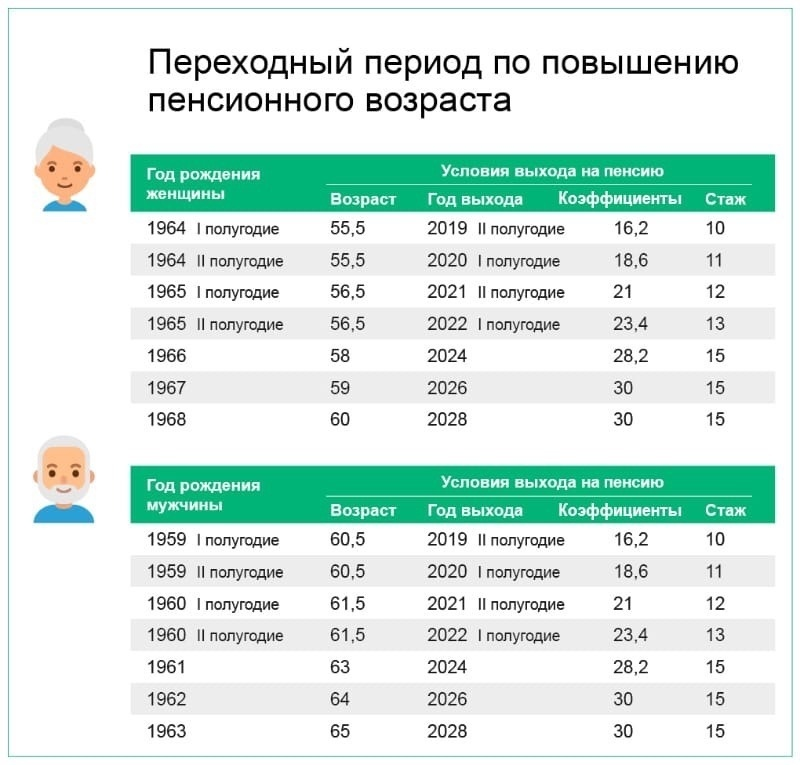 Переходный период по повышению
пенсионного возраста
Год рождения
женщины
Условия выхода на пенсию
Возраст Год выхода Коэффициенты Стаж
1964 I полугодие 55,5 2019 II полугодие 16,2 10
1964 II полугодие 55,5 2020 I полугодие 18,6 11
1965 I полугодие 56,5 2021 II полугодие 21 12
1965 II полугодие 56,5 2022 I полугодие 23,4 13
1966 58 2024 28,2 15
1967 59 2026 30 15
1968 60 2028 30 15
Год рождения
мужчины
Условия выхода на пенсию
Возраст Год выхода Коэффициенты Стаж
1959 I полугодие 60,5 2019 II полугодие 16,2 10
1959 II полугодие 60,5 2020 I полугодие 18,6 11
1960 I полугодие 61,5 2021 II полугодие 21 12
1960 II полугодие 61,5 2022 I полугодие 23,4 13
1961 63 2024 28,2 15
1962 64 2026 30 15
1963 65 2028 30 15